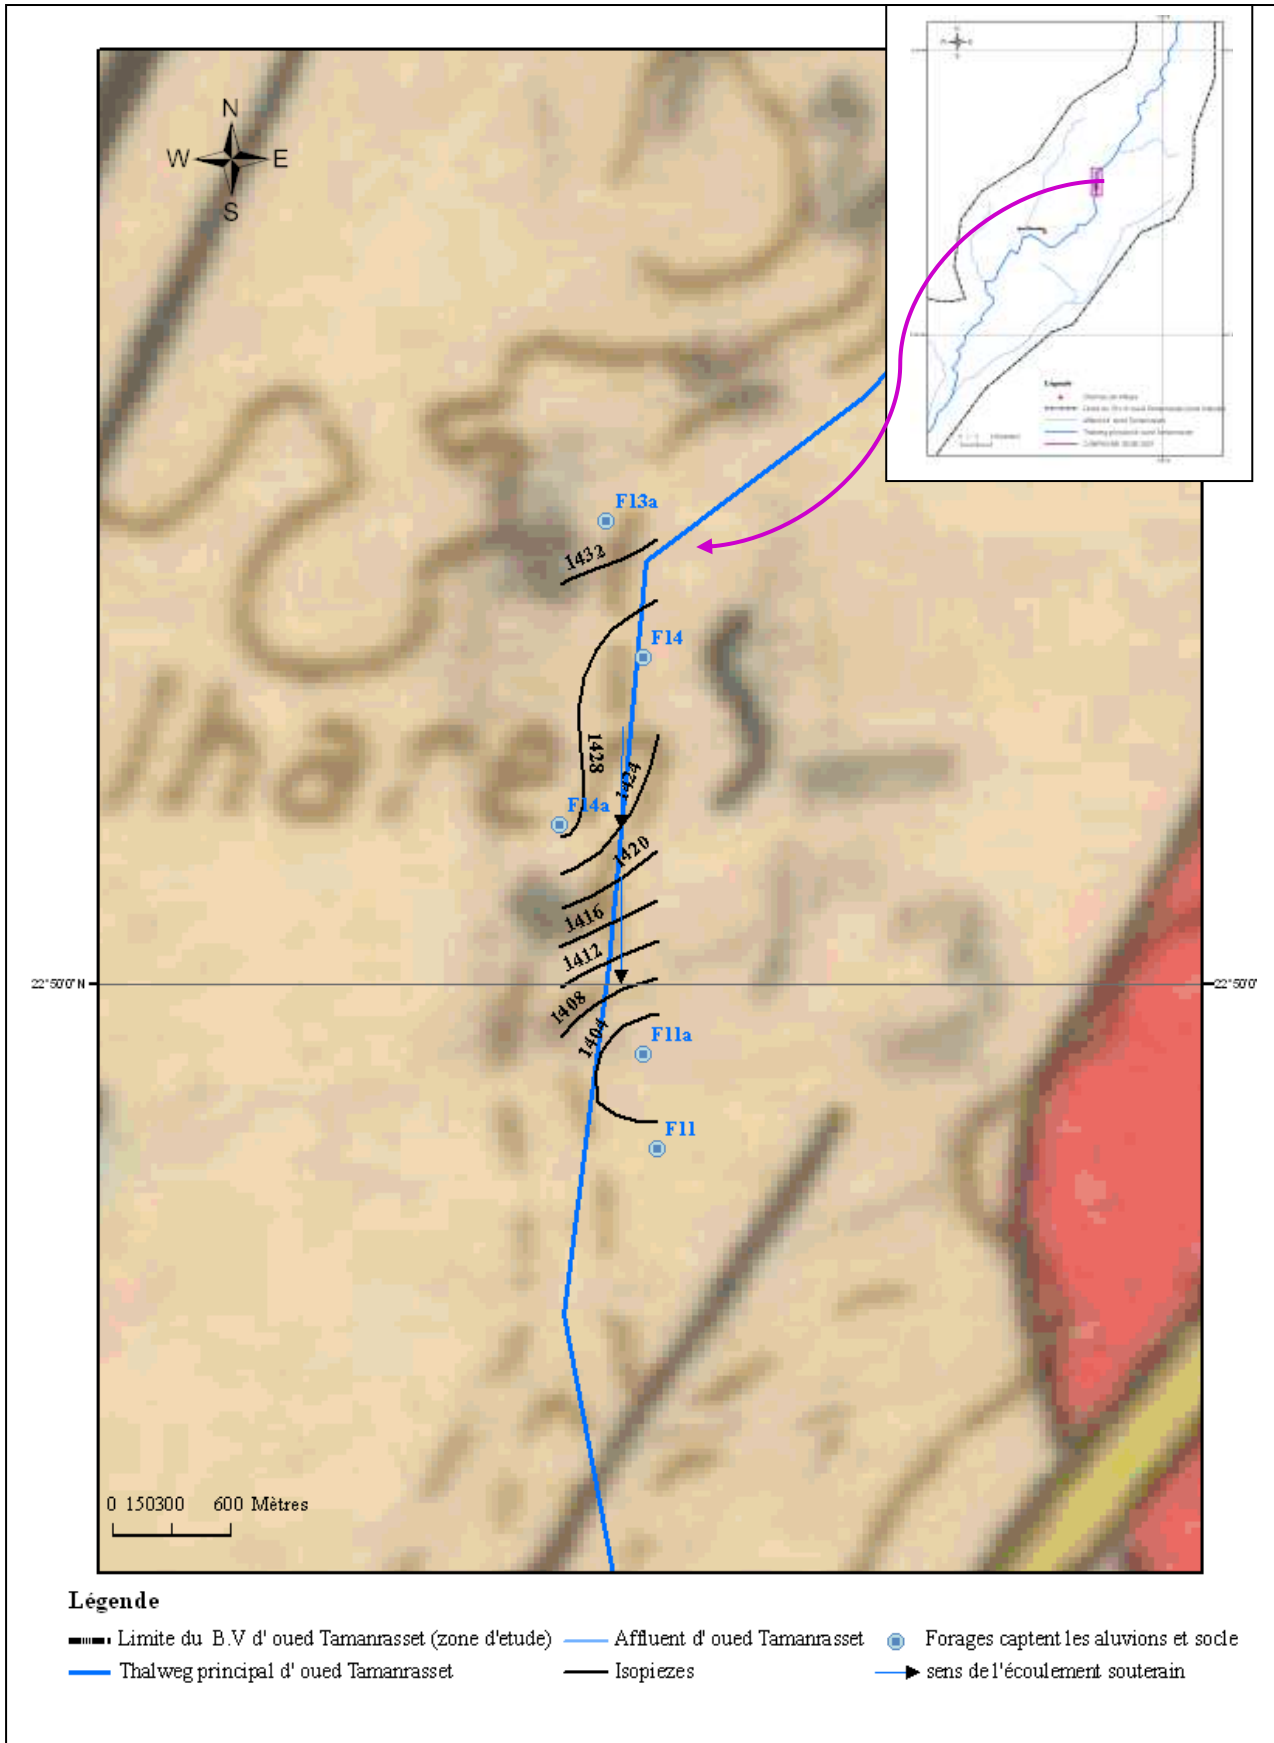 N
W E
S
Légende
F13a
1432
F14
1428
1424
F14a
1420
1416
1412
22°50'0"N
22°50'0'
1408
1404
F11a
F11
lhare
0 150300 600 Mètres
Légende
Limite du B.V d' oued Tamanrasset (zone d'etude)
Affluent d' oued Tamanrasset
Forages captent les aluvions et socle
Thalweg principal d' oued Tamanrasset
Isopiezes
sens de l'écoulement souterain